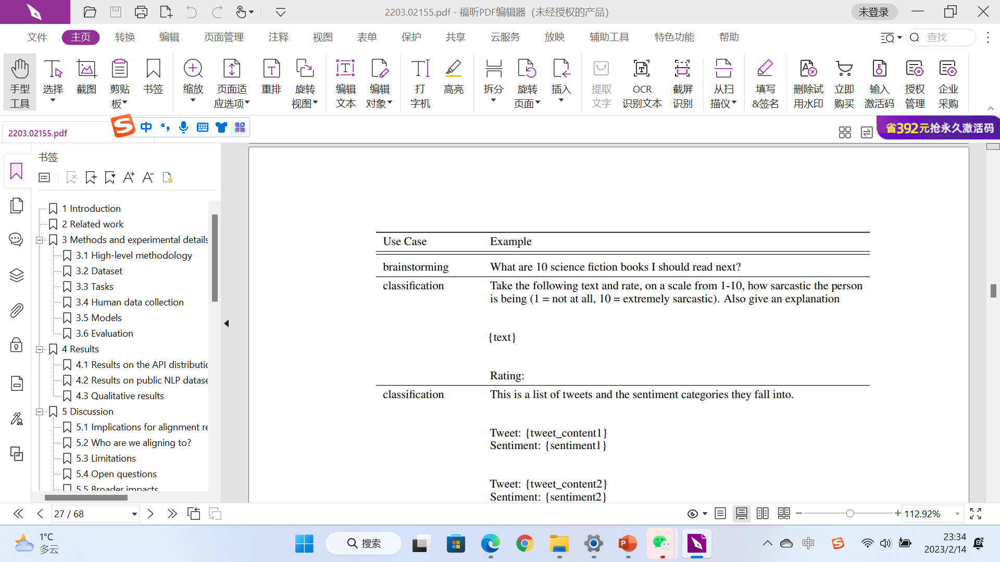 2203.02155.pdf - 福昕PDF编辑器 (未经授权的产品)
未登录
文件 主页 转换 编辑 页面管理 注释 视图 表单 保护 共享 云服务 放映 辅助工具 特色功能 帮助
查找
手型工具
选择
截图
剪贴板
书签
缩放
页面适应选项
重排
旋转视图
编辑文本
编辑对象
打字机
高亮
拆分
旋转页面
插入
提取文字
OCR识别文本
截屏识别
从扫描仪
填写&签名
删除试用水印
立即购买
输入激活码
授权管理
企业采购
2203.02155.pdf
中
省392元抢永久激活码
书签
1 Introduction
2 Related work
3 Methods and experimental details
3.1 High-level methodology
3.2 Dataset
3.3 Tasks
3.4 Human data collection
3.5 Models
3.6 Evaluation
4 Results
4.1 Results on the API distributio
4.2 Results on public NLP datase
4.3 Qualitative results
5 Discussion
5.1 Implications for alignment re
5.2 Who are we aligning to?
5.3 Limitations
5.4 Open questions
5.5 Broader impacts
Use Case Example
brainstorming What are 10 science fiction books I should read next?
classification Take the following text and rate, on a scale from 1-10, how sarcastic the person
is being (1 = not at all, 10 = extremely sarcastic). Also give an explanation
{text}
Rating:
classification This is a list of tweets and the sentiment categories they fall into.
Tweet: {tweet_content1}
Sentiment: {sentiment1}
Tweet: {tweet_content2}
Sentiment: {sentiment2}
27 / 68
112.92%
1°C
多云
搜索
中
23:34
2023/2/14